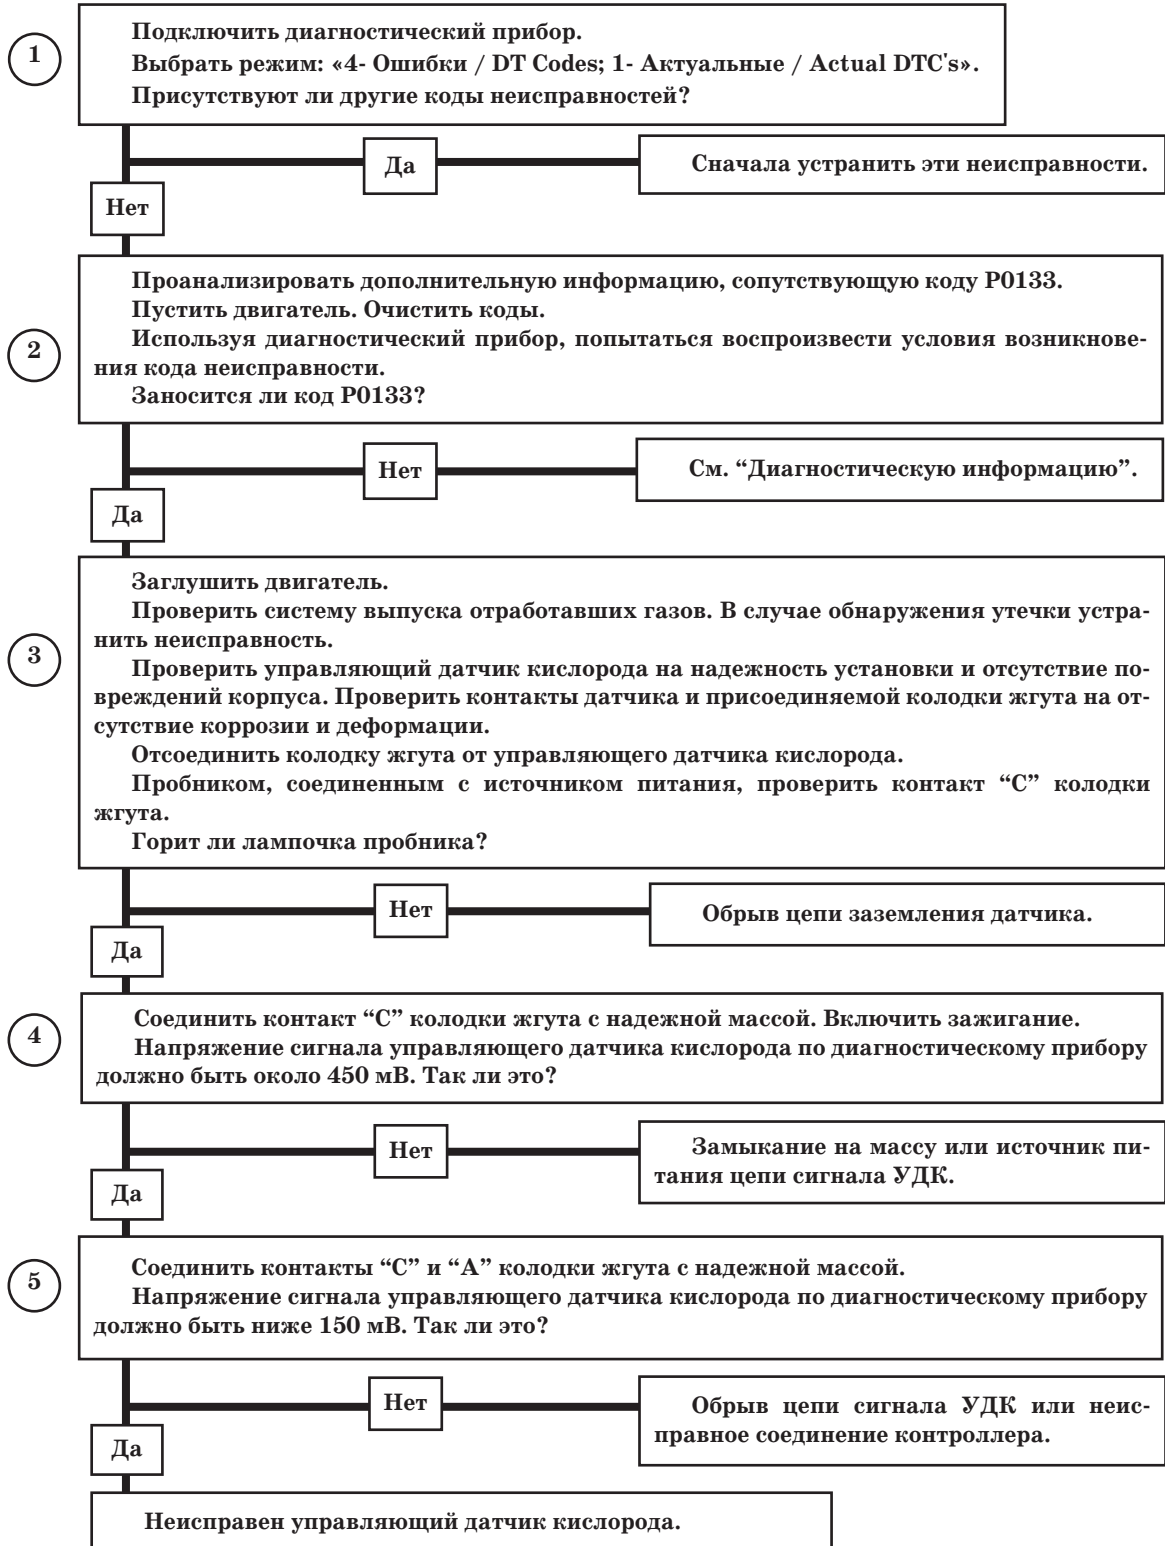 1
Подключить диагностический прибор.
Выбрать режим: «4- Ошибки / DT Codes; 1- Актуальные / Actual DTC's».
Присутствуют ли другие коды неисправностей?
Да
Сначала устранить эти неисправности.
Нет
2
Проанализировать дополнительную информацию, сопутствующую коду Р0133.
Пустить двигатель. Очистить коды.
Используя диагностический прибор, попытаться воспроизвести условия возникнове-
ния кода неисправности.
Заносится ли код Р0133?
Нет
См. “Диагностическую информацию”.
Да
3
Заглушить двигатель.
Проверить систему выпуска отработавших газов. В случае обнаружения утечки устра-
нить неисправность.
Проверить управляющий датчик кислорода на надежность установки и отсутствие по-
вреждений корпуса. Проверить контакты датчика и присоединяемой колодки жгута на от-
сутствие коррозии и деформации.
Отсоединить колодку жгута от управляющего датчика кислорода.
Пробником, соединенным с источником питания, проверить контакт “С” колодки
жгута.
Горит ли лампочка пробника?
Нет
Обрыв цепи заземления датчика.
Да
4
Соединить контакт “С” колодки жгута с надежной массой. Включить зажигание.
Напряжение сигнала управляющего датчика кислорода по диагностическому прибору
должно быть около 450 мВ. Так ли это?
Нет
Замыкание на массу или источник пи-
тания цепи сигнала УДК.
Да
5
Соединить контакты “С” и “А” колодки жгута с надежной массой.
Напряжение сигнала управляющего датчика кислорода по диагностическому прибору
должно быть ниже 150 мВ. Так ли это?
Нет
Обрыв цепи сигнала УДК или неис-
правное соединение контроллера.
Да
Неисправен управляющий датчик кислорода.